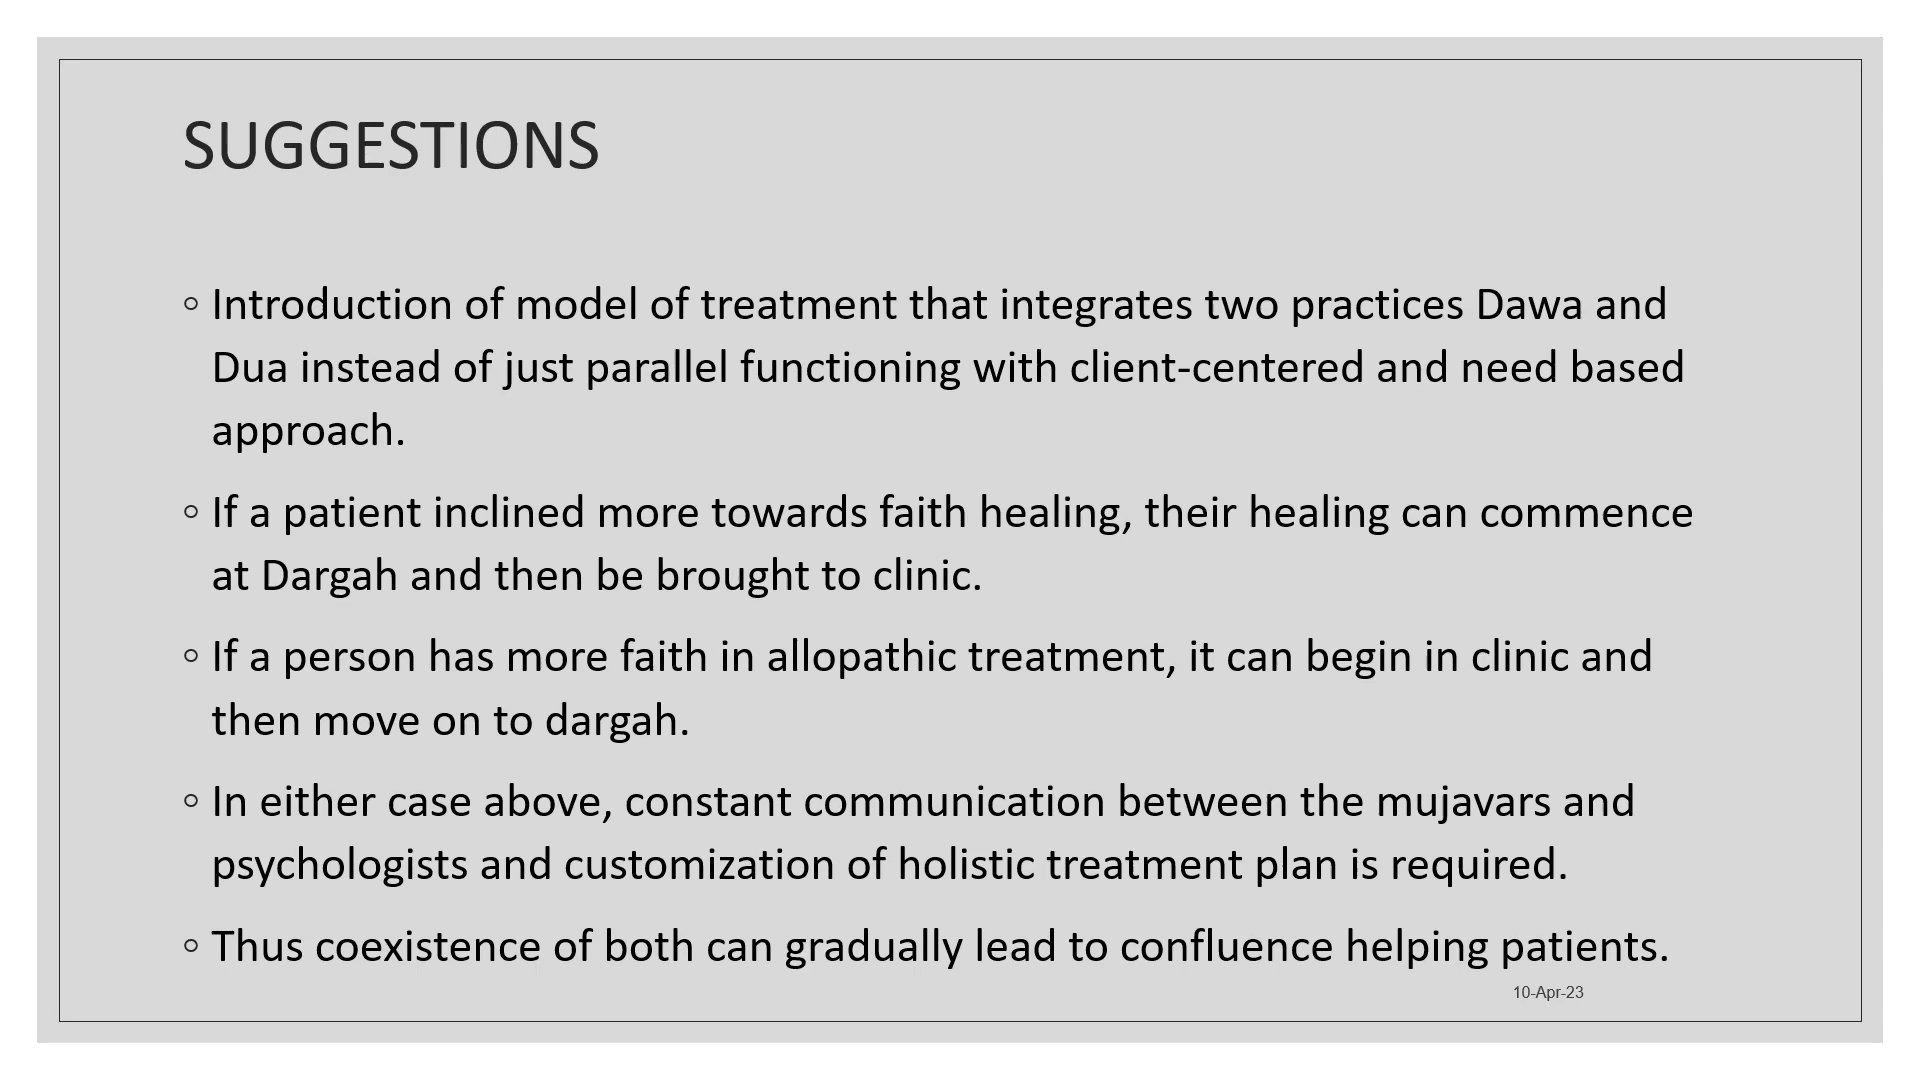 SUGGESTIONS
◦ Introduction of model of treatment that integrates two practices Dawa and
Dua instead of just parallel functioning with client-centered and need based
approach.
◦ If a patient inclined more towards faith healing, their healing can commence
at Dargah and then be brought to clinic.
◦ If a person has more faith in allopathic treatment, it can begin in clinic and
then move on to dargah.
◦ In either case above, constant communication between the mujavars and
psychologists and customization of holistic treatment plan is required.
◦ Thus coexistence of both can gradually lead to confluence helping patients.
10-Apr-23